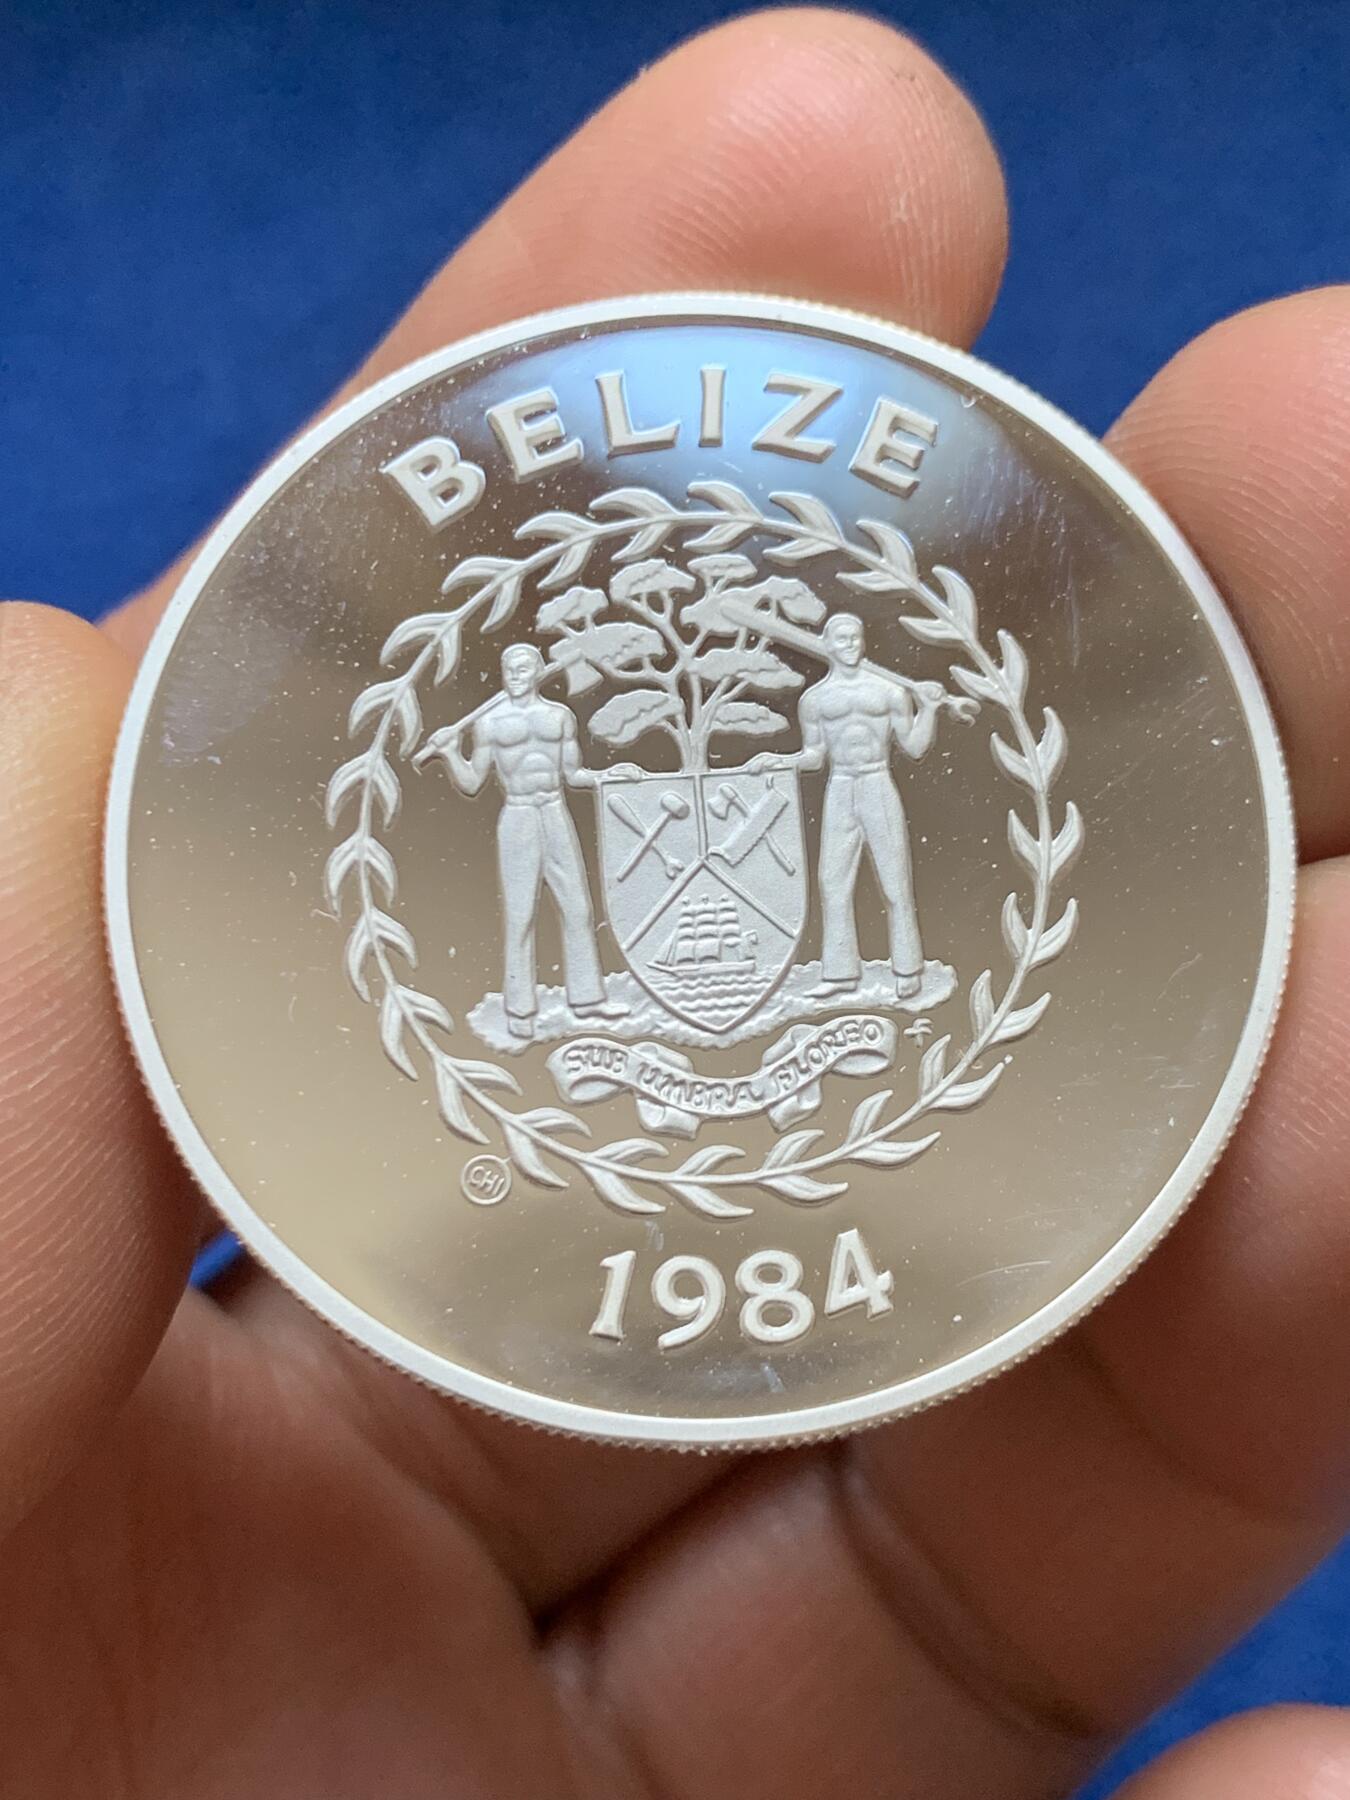 BELIZE
SUB UMBRA FLOREO
CHI
1984